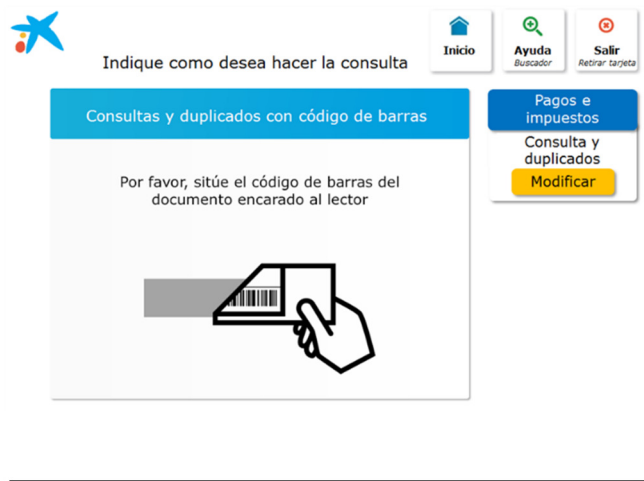 Indique como desea hacer la consulta
Inicio
Ayuda
Buscador
Salir
Retirar tarjeta
Consultas y duplicados con código de barras
Por favor, sitúe el código de barras del
documento encarado al lector
Pagos e
impuestos
Consulta y
duplicados
Modificar